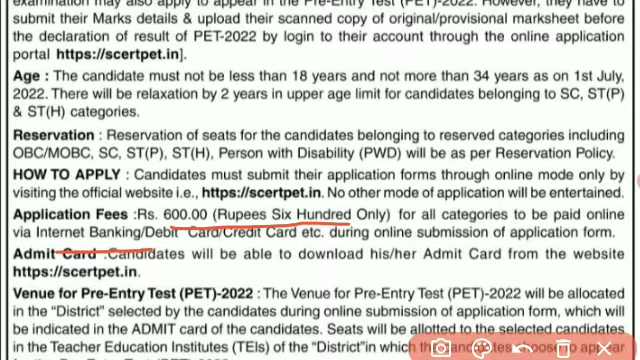 examination may also apply to appear in the Pre-Entry Test (PET)-2022. However, they have to
submit their Marks details & upload their scanned copy of original/provisional marksheet before
the declaration of result of PET-2022 by login to their account through the online application
portal https://scertpet.in].
Age : The candidate must not be less than 18 years and not more than 34 years as on 1st July,
2022. There will be relaxation by 2 years in upper age limit for candidates belonging to SC, ST(P)
& ST(H) categories.
Reservation : Reservation of seats for the candidates belonging to reserved categories including
OBC/MOBC, SC, ST(P), ST(H), Person with Disability (PWD) will be as per Reservation Policy.
HOW TO APPLY : Candidates must submit their application forms through online mode only by
visiting the official website i.e., https://scertpet.in. No other mode of application will be entertained.
Application Fees :Rs. 600.00 (Rupees Six Hundred Only) for all categories to be paid online
via Internet Banking/Debit Card/Credit Card etc. during online submission of application form.
Admit Card :Candidates will be able to download his/her Admit Card from the website
https://scertpet.in.
Venue for Pre-Entry Test (PET)-2022 : The Venue for Pre-Entry Test (PET)-2022 will be allocated
in the "District" selected by the candidates during online submission of application form, which will
be indicated in the ADMIT card of the candidates. Seats will be allotted to the selected candidates
in the Teacher Education Institutes (TEIs) of the "District"in which the candidates choose to appear